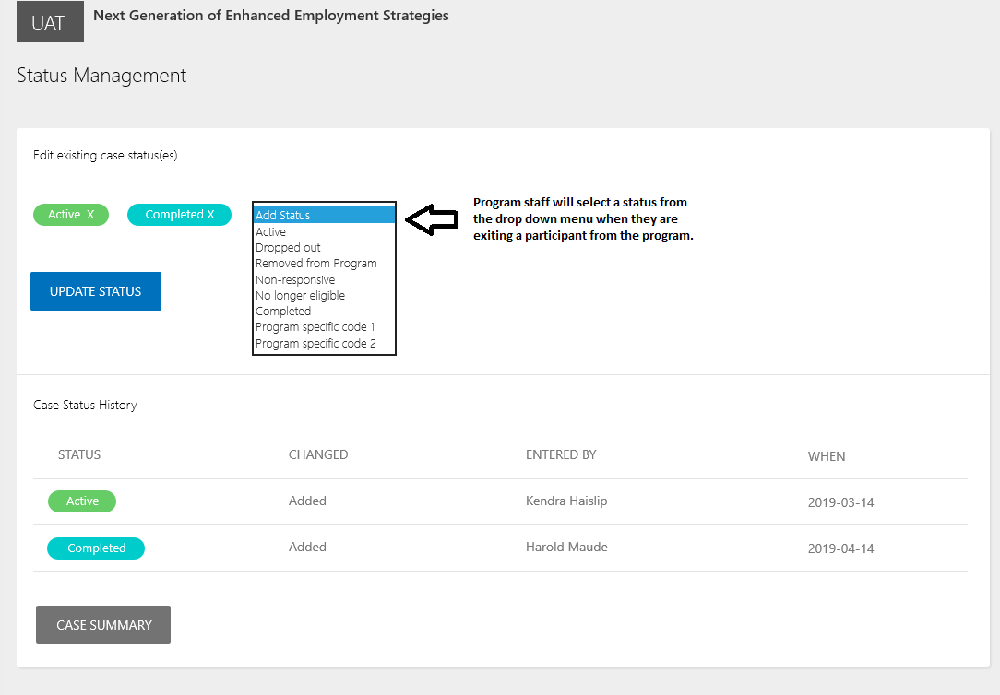 UAT
Next Generation of Enhanced Employment Strategies
Status Management
Edit existing case status(es)
Active X
Completed X
Add Status
Active
Dropped out
Removed from Program
Non-responsive
No longer eligible
Completed
Program specific code 1
Program specific code 2
Program staff will select a status from
the drop down menu when they are
exiting a participant from the program.
UPDATE STATUS
Case Status History
STATUS CHANGED ENTERED BY WHEN
Active Added Kendra Haislip 2019-03-14
Completed Added Harold Maude 2019-04-14
CASE SUMMARY